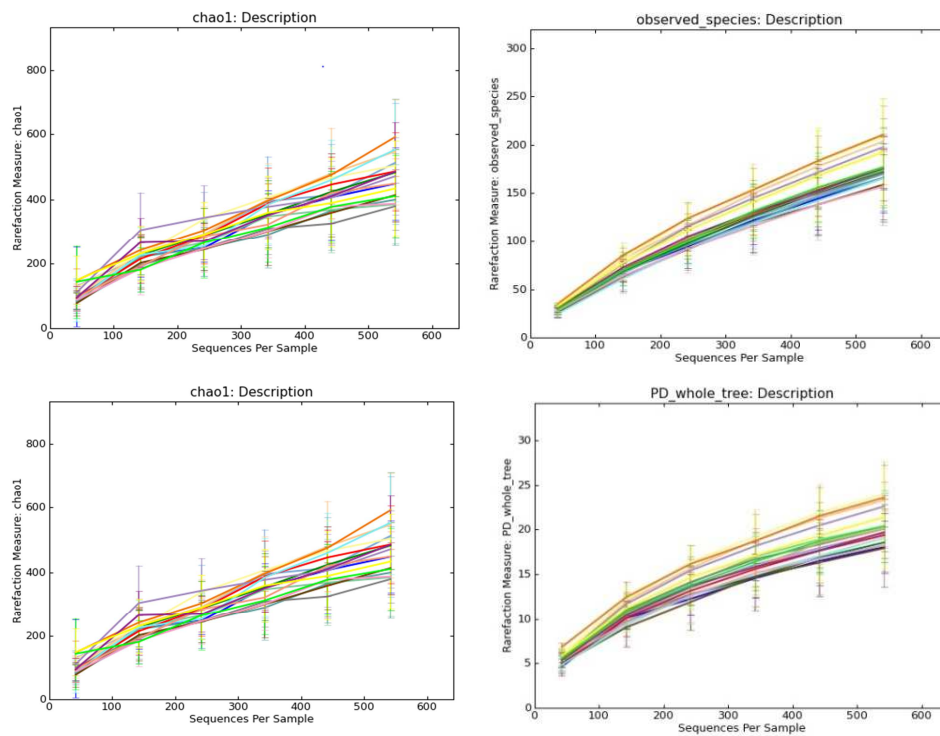 chao1: Description
Rarefaction Measure: chao1
800
600
400
200
0
0 100 200 300 400 500 600
Sequences Per Sample
observed_species: Description
Rarefaction Measure: observed_species
300
250
200
150
100
50
0
0 100 200 300 400 500 600
Sequences Per Sample
chao1: Description
Rarefaction Measure: chao1
800
600
400
200
0
0 100 200 300 400 500 600
Sequences Per Sample
PD_whole_tree: Description
Rarefaction Measure: PD_whole_tree
30
25
20
15
10
5
0
0 100 200 300 400 500 600
Sequences Per Sample